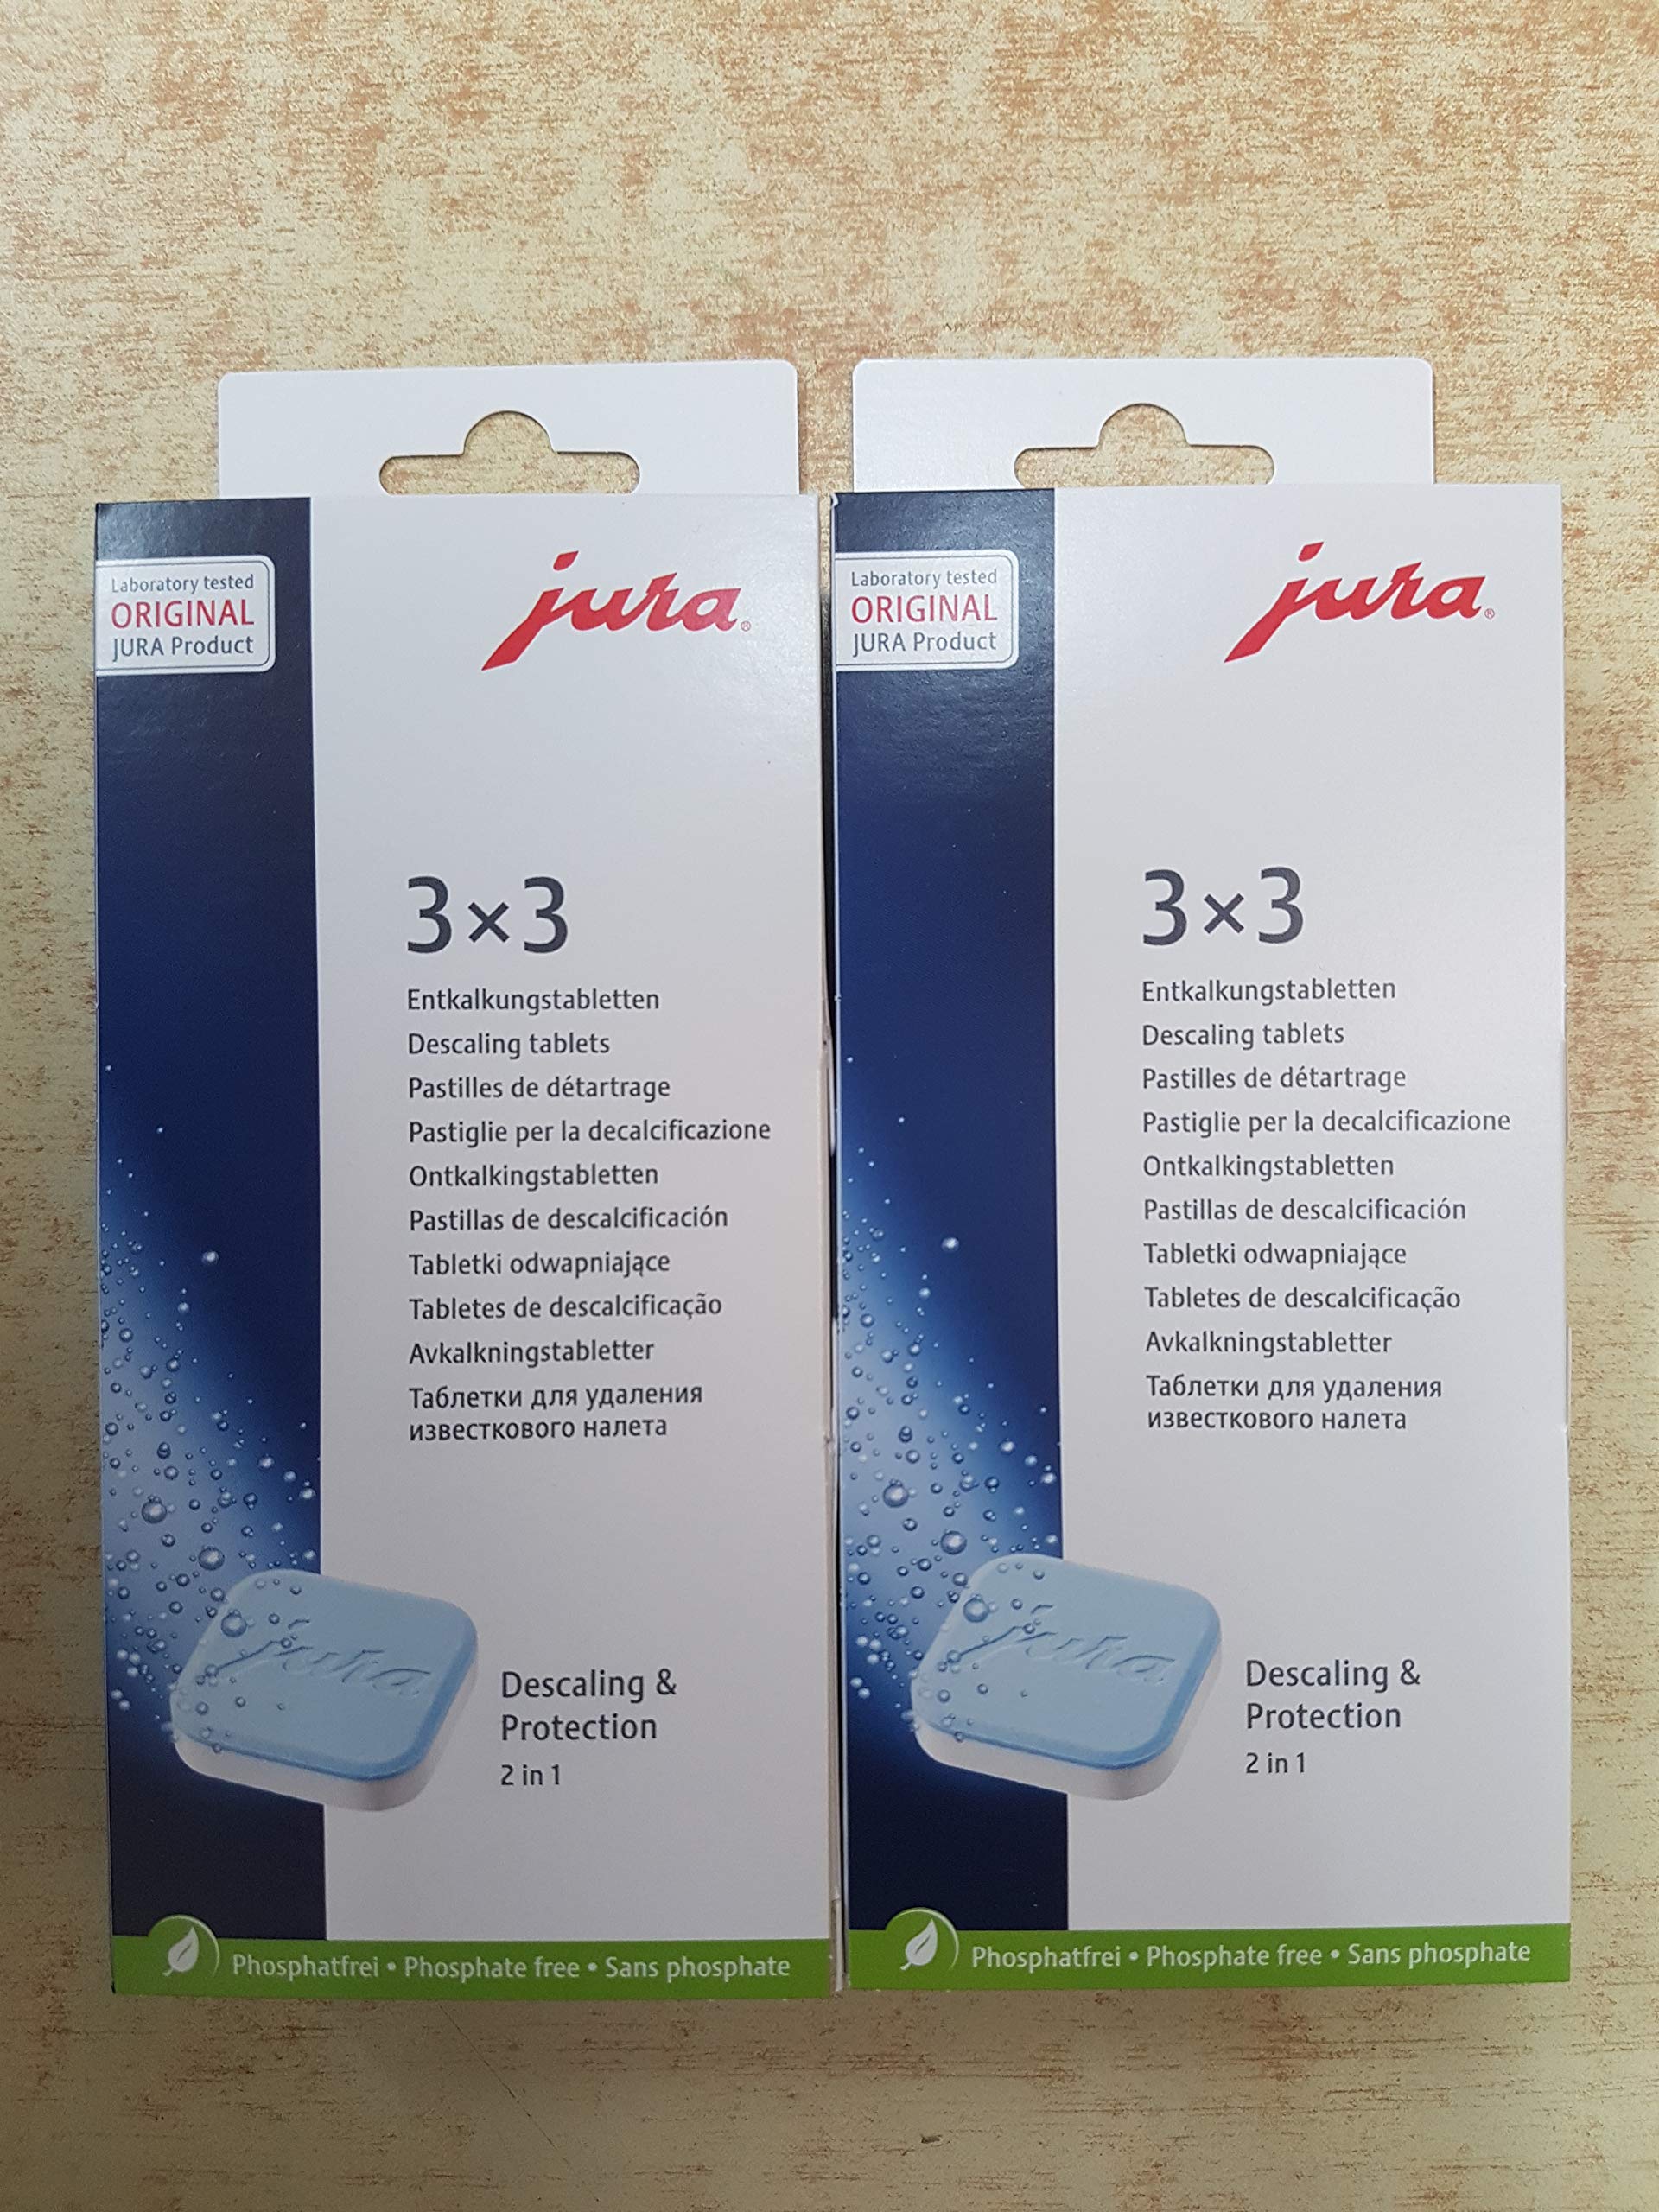 Laboratory tested
ORIGINAL
JURA Product
jura®
3×3
Entkalkungstabletten
Descaling tablets
Pastilles de détartrage
Pastiglie per la decalcificazione
Ontkalkingstabletten
Pastillas de descalcificación
Tabletki odwapniające
Tabletes de descalcificação
Avkalkningstabletter
Таблетки для удаления
известкового налета
jura
Descaling &
Protection
2 in 1
Phosphatfrei • Phosphate free • Sans phosphate
Laboratory tested
ORIGINAL
JURA Product
jura®
3×3
Entkalkungstabletten
Descaling tablets
Pastilles de détartrage
Pastiglie per la decalcificazione
Ontkalkingstabletten
Pastillas de descalcificación
Tabletki odwapniające
Tabletes de descalcificação
Avkalkningstabletter
Таблетки для удаления
известкового налета
jura
Descaling &
Protection
2 in 1
Phosphatfrei • Phosphate free • Sans phosphate